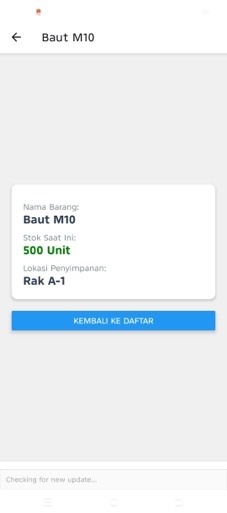 Baut M10
Nama Barang:
Baut M10
Stok Saat Ini:
500 Unit
Lokasi Penyimpanan:
Rak A-1
KEMBALI KE DAFTAR
Checking for new update...